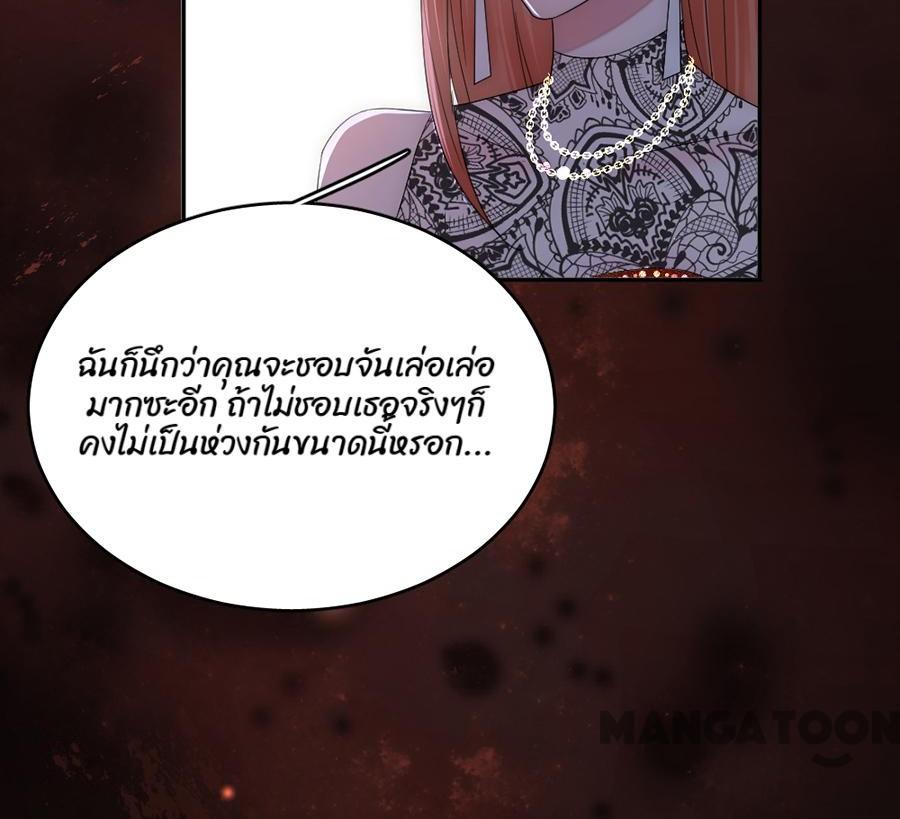 ฉันก็นึกว่าคุณจะชอบจันเล่อเล่อ
มากซะอีก ถ้าไม่ชอบเธอจริงๆก็
คงไม่เป็นห่วงกันขนาดนี้หรอก...
MANGATOON